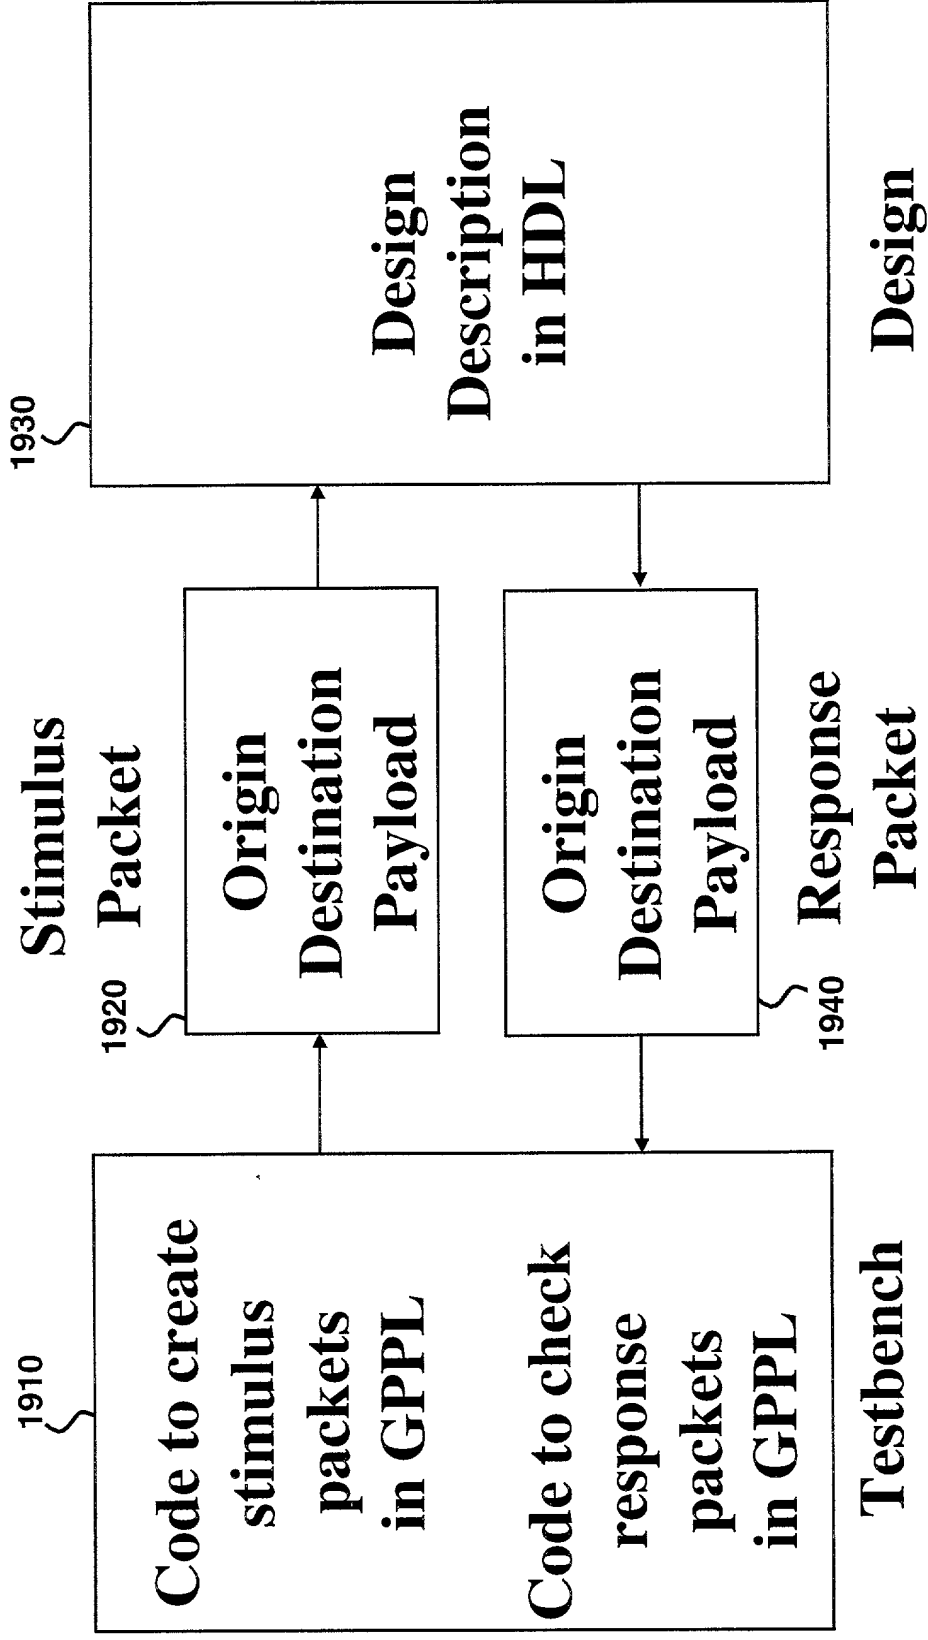 1910
Code to create
stimulus
packets
in GPPL
Code to check
response
packets
in GPPL
Testbench
Stimulus
Packet
1920
Origin
Destination
Payload
Origin
Destination
Payload
1940
Response
Packet
1930
Design
Description
in HDL
Design